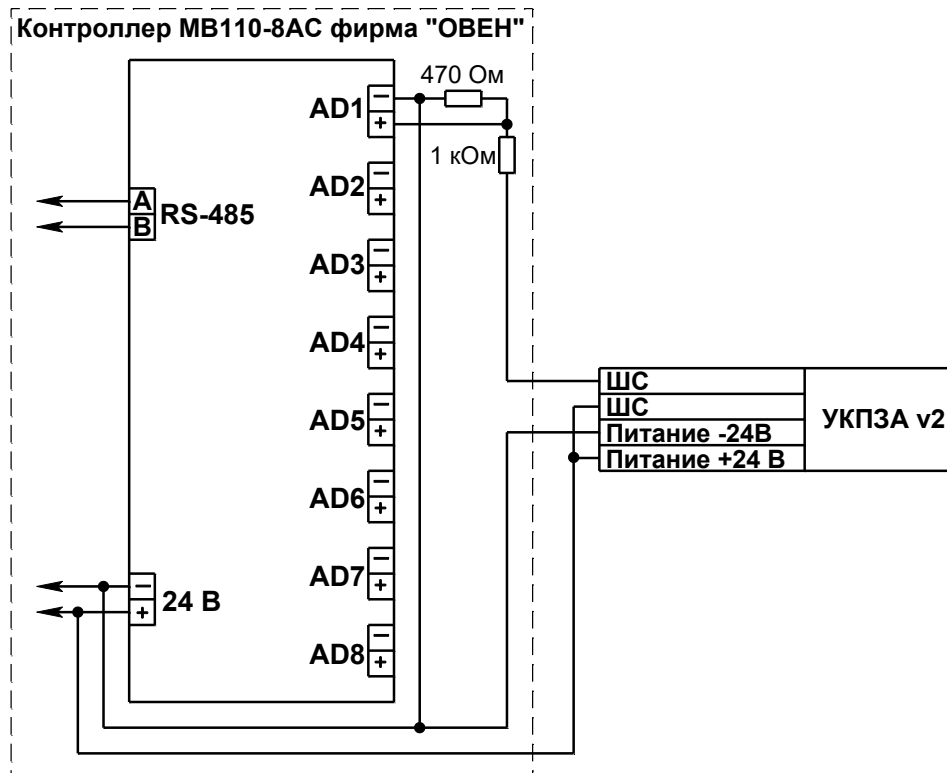 Контроллер МВ110-8АС фирма "ОВЕН"
470 Ом
AD1
−
+
1 кОм
AD2
−
+
A
B
RS-485
AD3
−
+
AD4
−
+
ШС
ШС
Питание -24В
Питание +24 В
УКПЗА v2
AD5
−
+
AD6
−
+
AD7
−
+
−
+
24 В
AD8
−
+